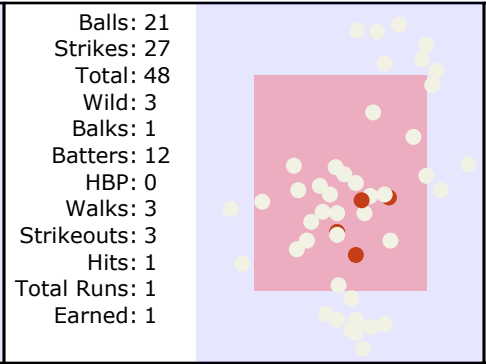 Balls: 21
Strikes: 27
Total: 48
Wild: 3
Balks: 1
Batters: 12
HBP: 0
Walks: 3
Strikeouts: 3
Hits: 1
Total Runs: 1
Earned: 1